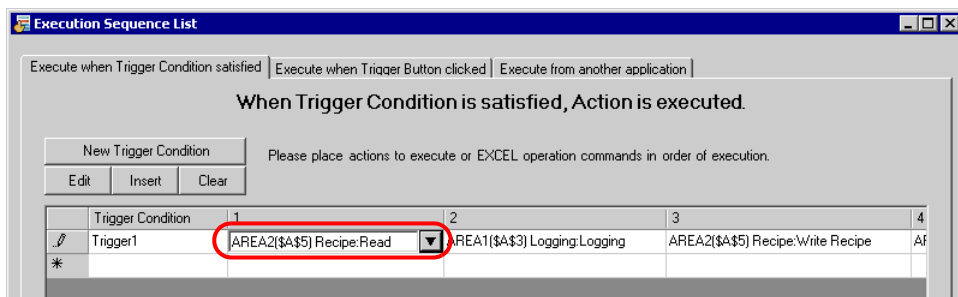 Execution Sequence List
Execute when Trigger Condition satisfied Execute when Trigger Button clicked Execute from another application
When Trigger Condition is satisfied, Action is executed.
New Trigger Condition
Please place actions to execute or EXCEL operation commands in order of execution.
Edit Insert Clear
Trigger Condition 1 2 3 4
Trigger1 AREA2($A$5) Recipe:Read AREA1($A$3) Logging:Logging AREA2($A$5) Recipe:Write Recipe